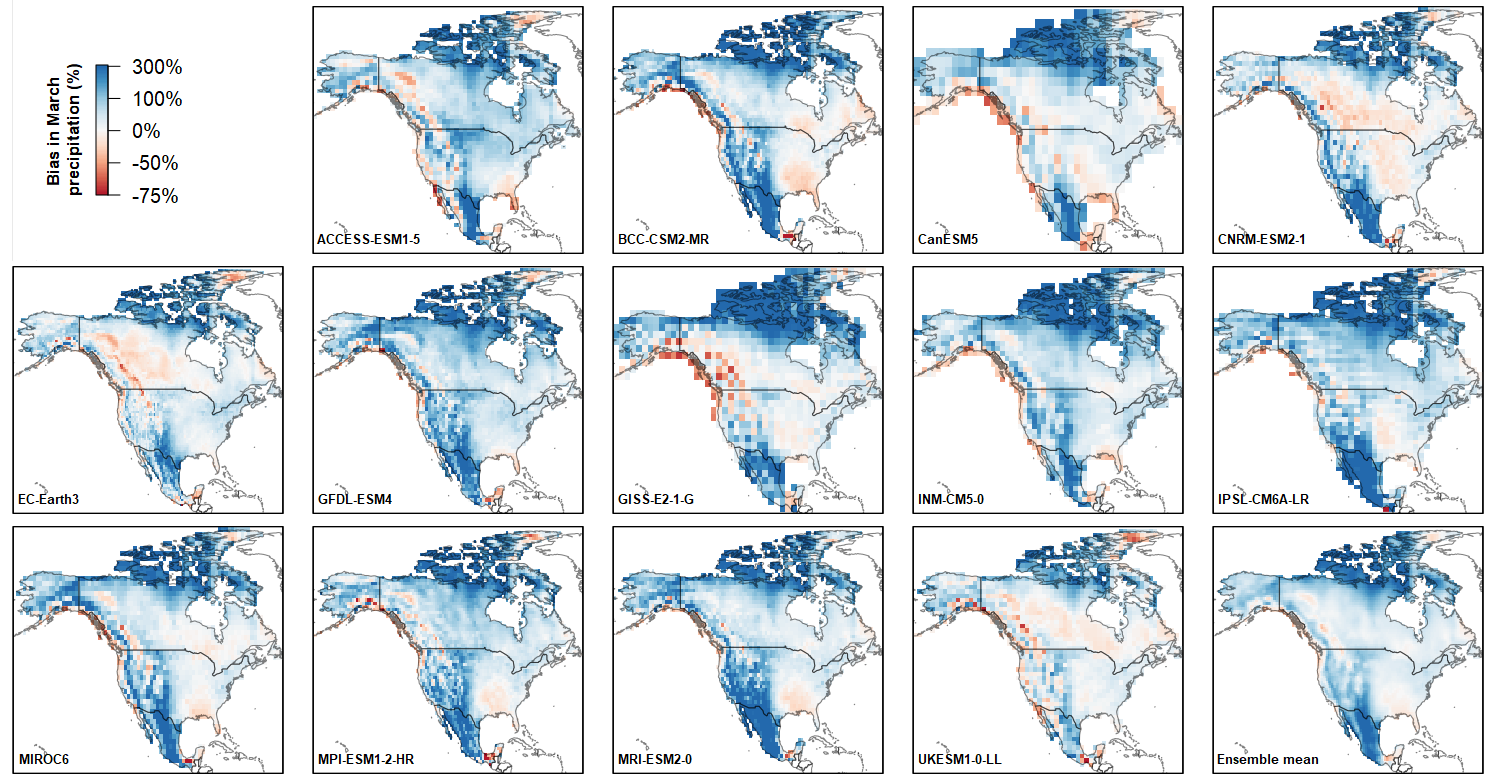 Bias in March
precipitation (%)
300%
100%
0%
-50%
-75%
ACCESS-ESM1-5
BCC-CSM2-MR
CanESM5
CNRM-ESM2-1
EC-Earth3
GFDL-ESM4
GISS-E2-1-G
INM-CM5-0
IPSL-CM6A-LR
MIROC6
MPI-ESM1-2-HR
MRI-ESM2-0
UKESM1-0-LL
Ensemble mean